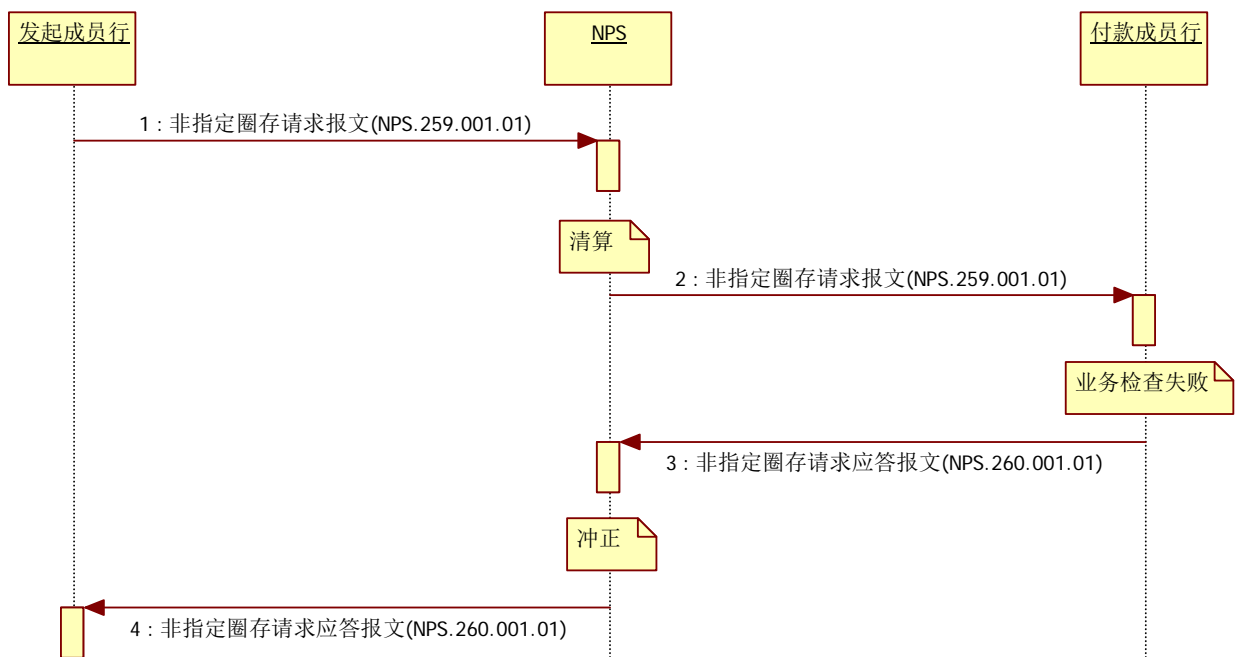 发起成员行
NPS
付款成员行
1 : 非指定圈存请求报文(NPS.259.001.01)
清算
2 : 非指定圈存请求报文(NPS.259.001.01)
业务检查失败
3 : 非指定圈存请求应答报文(NPS.260.001.01)
冲正
4 : 非指定圈存请求应答报文(NPS.260.001.01)